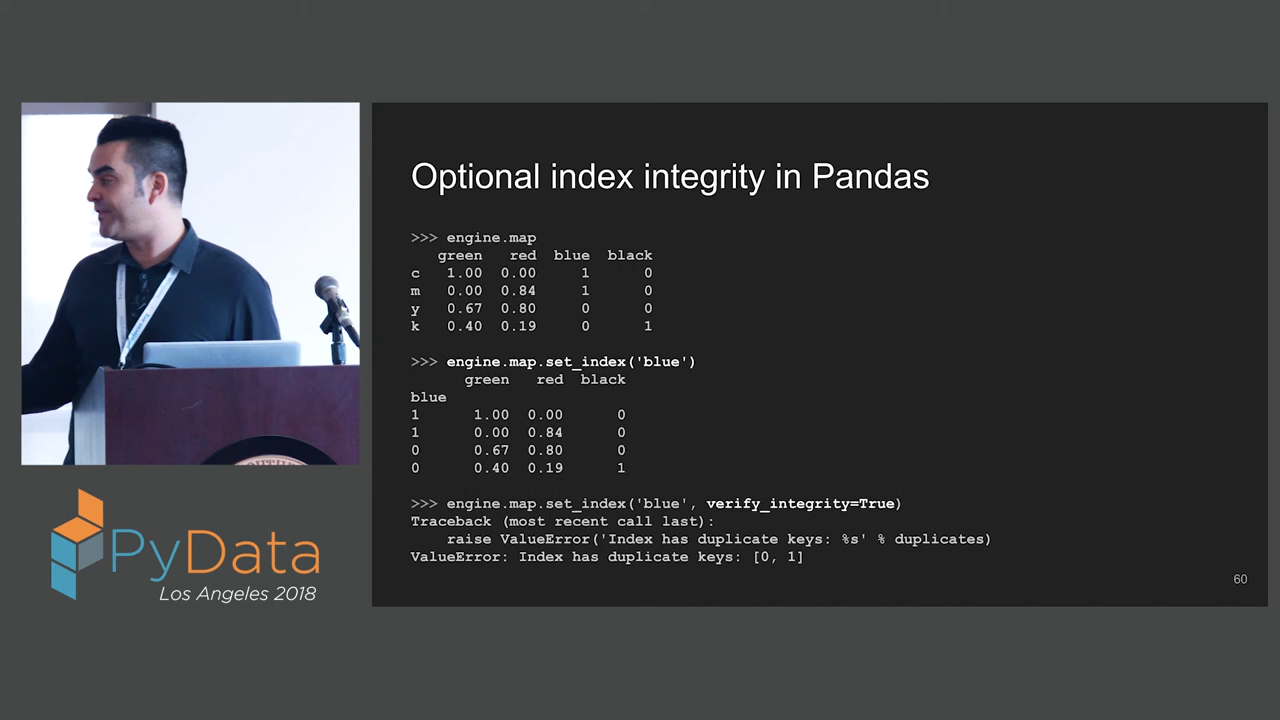 Optional index integrity in Pandas
>>> engine.map
green red blue black
c 1.00 0.00 1 0
m 0.00 0.84 1 0
y 0.67 0.80 0 0
k 0.40 0.19 0 1
>>> engine.map.set_index('blue')
green red black
blue
1 1.00 0.00 0
1 0.00 0.84 0
0 0.67 0.80 0
0 0.40 0.19 1
>>> engine.map.set_index('blue', verify_integrity=True)
Traceback (most recent call last):
raise ValueError('Index has duplicate keys: %s' % duplicates)
ValueError: Index has duplicate keys: [0, 1]
60
PyData
Los Angeles 2018